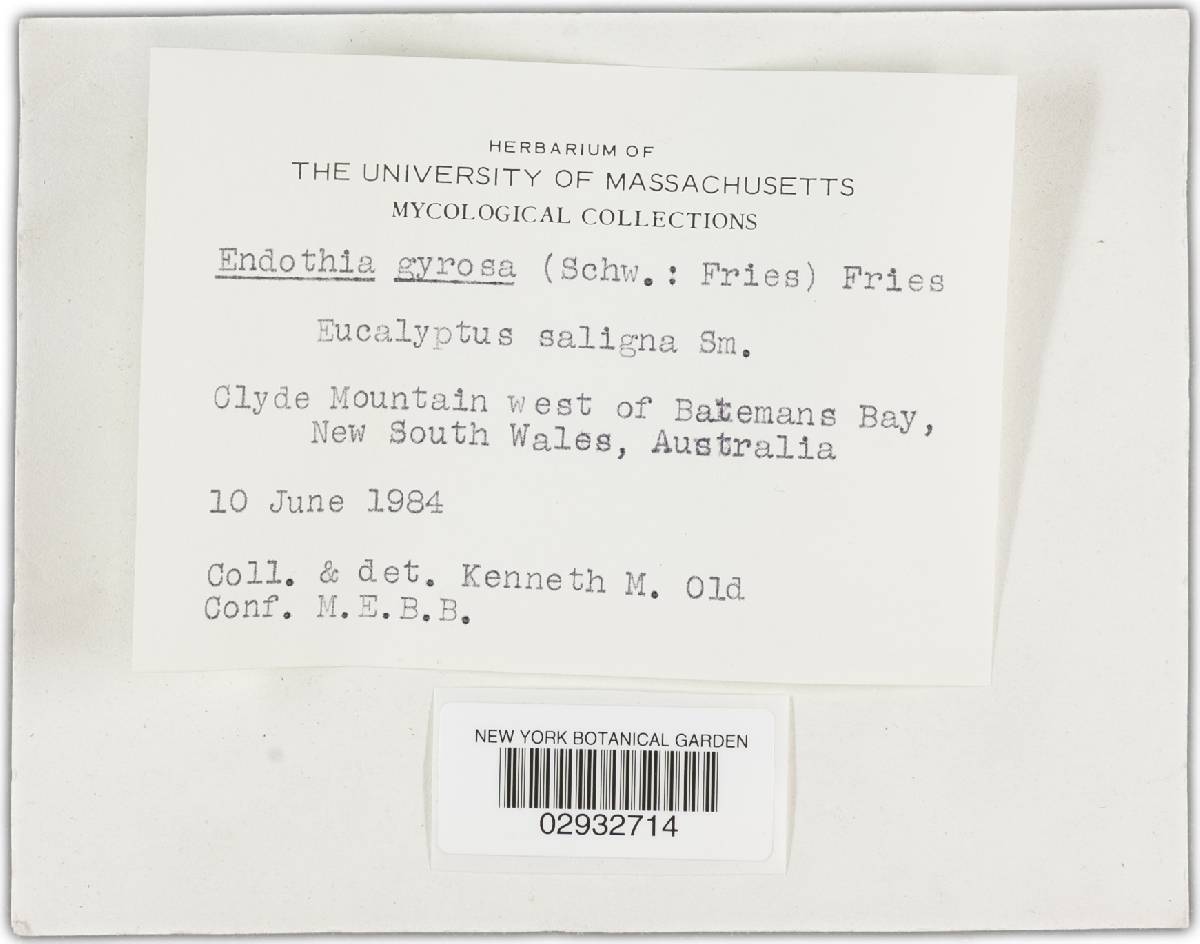 HERBARIUM OF
THE UNIVERSITY OF MASSACHUSETTS
MYCOLOGICAL COLLECTIONS
Endothia gyrosa (Schw.: Fries) Fries
Eucalyptus saligna Sm.
Clyde Mountain west of Batemans Bay,
New South Wales, Australia
10 June 1984
Coll. & det. Kenneth M. Old
Conf. M.E.B.B.
NEW YORK BOTANICAL GARDEN
02932714